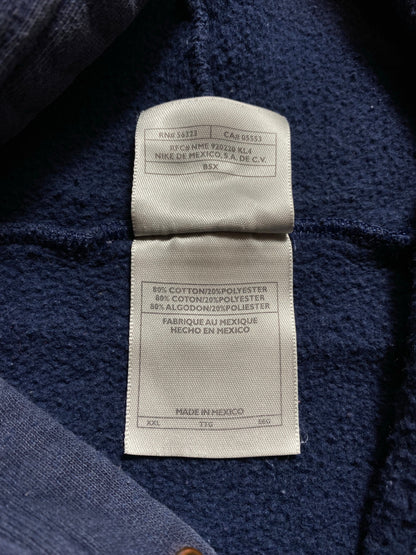 RN# 56323 CA# 05553
RFC# NME 920220 KL4
NIKE DE MEXICO, S.A. DE C.V.
BSX
80% COTTON/20%POLYESTER
80% COTON/20%POLYESTER
80% ALGODON/20%POLIESTER
FABRIQUE AU MEXIQUE
HECHO EN MEXICO
MADE IN MEXICO
XXL TTG SEG